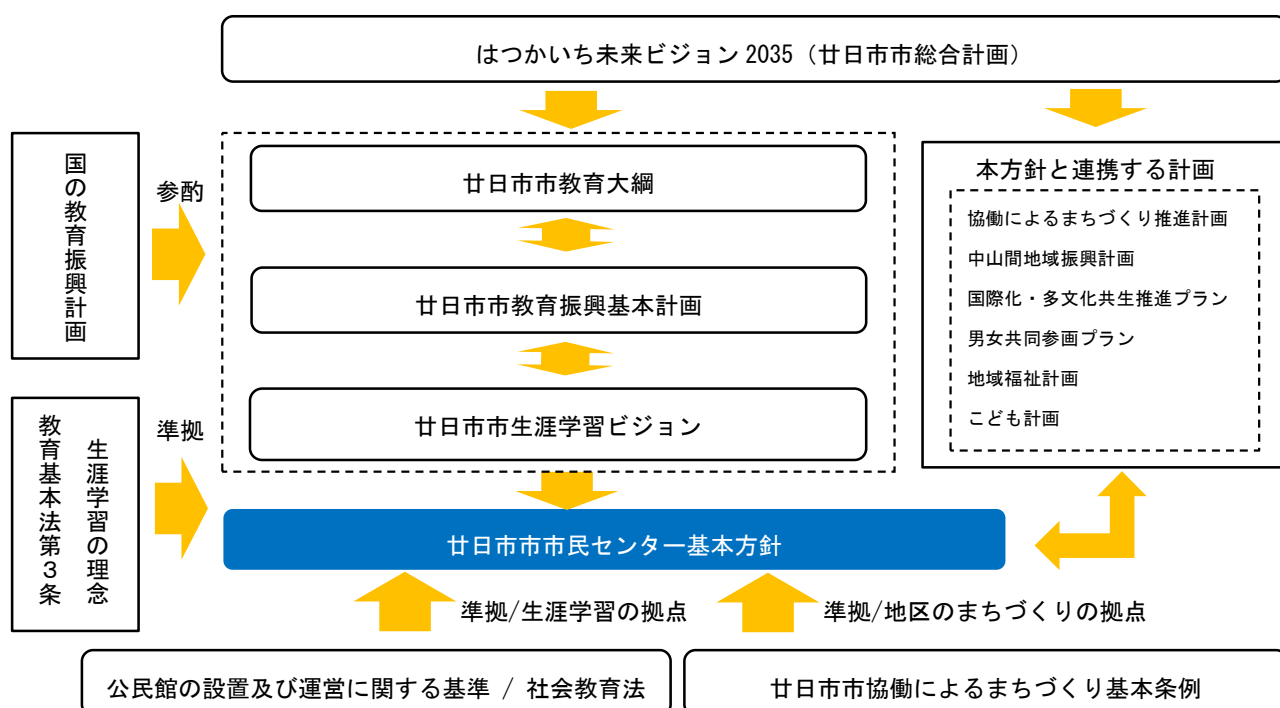 はつかいち未来ビジョン 2035（廿日市市総合計画）
国の教育振興計画
参酌
廿日市市教育大綱
廿日市市教育振興基本計画
廿日市市生涯学習ビジョン
本方針と連携する計画
協働によるまちづくり推進計画
中山間地域振興計画
国際化・多文化共生推進プラン
男女共同参画プラン
地域福祉計画
こども計画
生涯学習の理念
教育基本法第３条
準拠
廿日市市市民センター基本方針
準拠/生涯学習の拠点
準拠/地区のまちづくりの拠点
公民館の設置及び運営に関する基準 / 社会教育法
廿日市市協働によるまちづくり基本条例